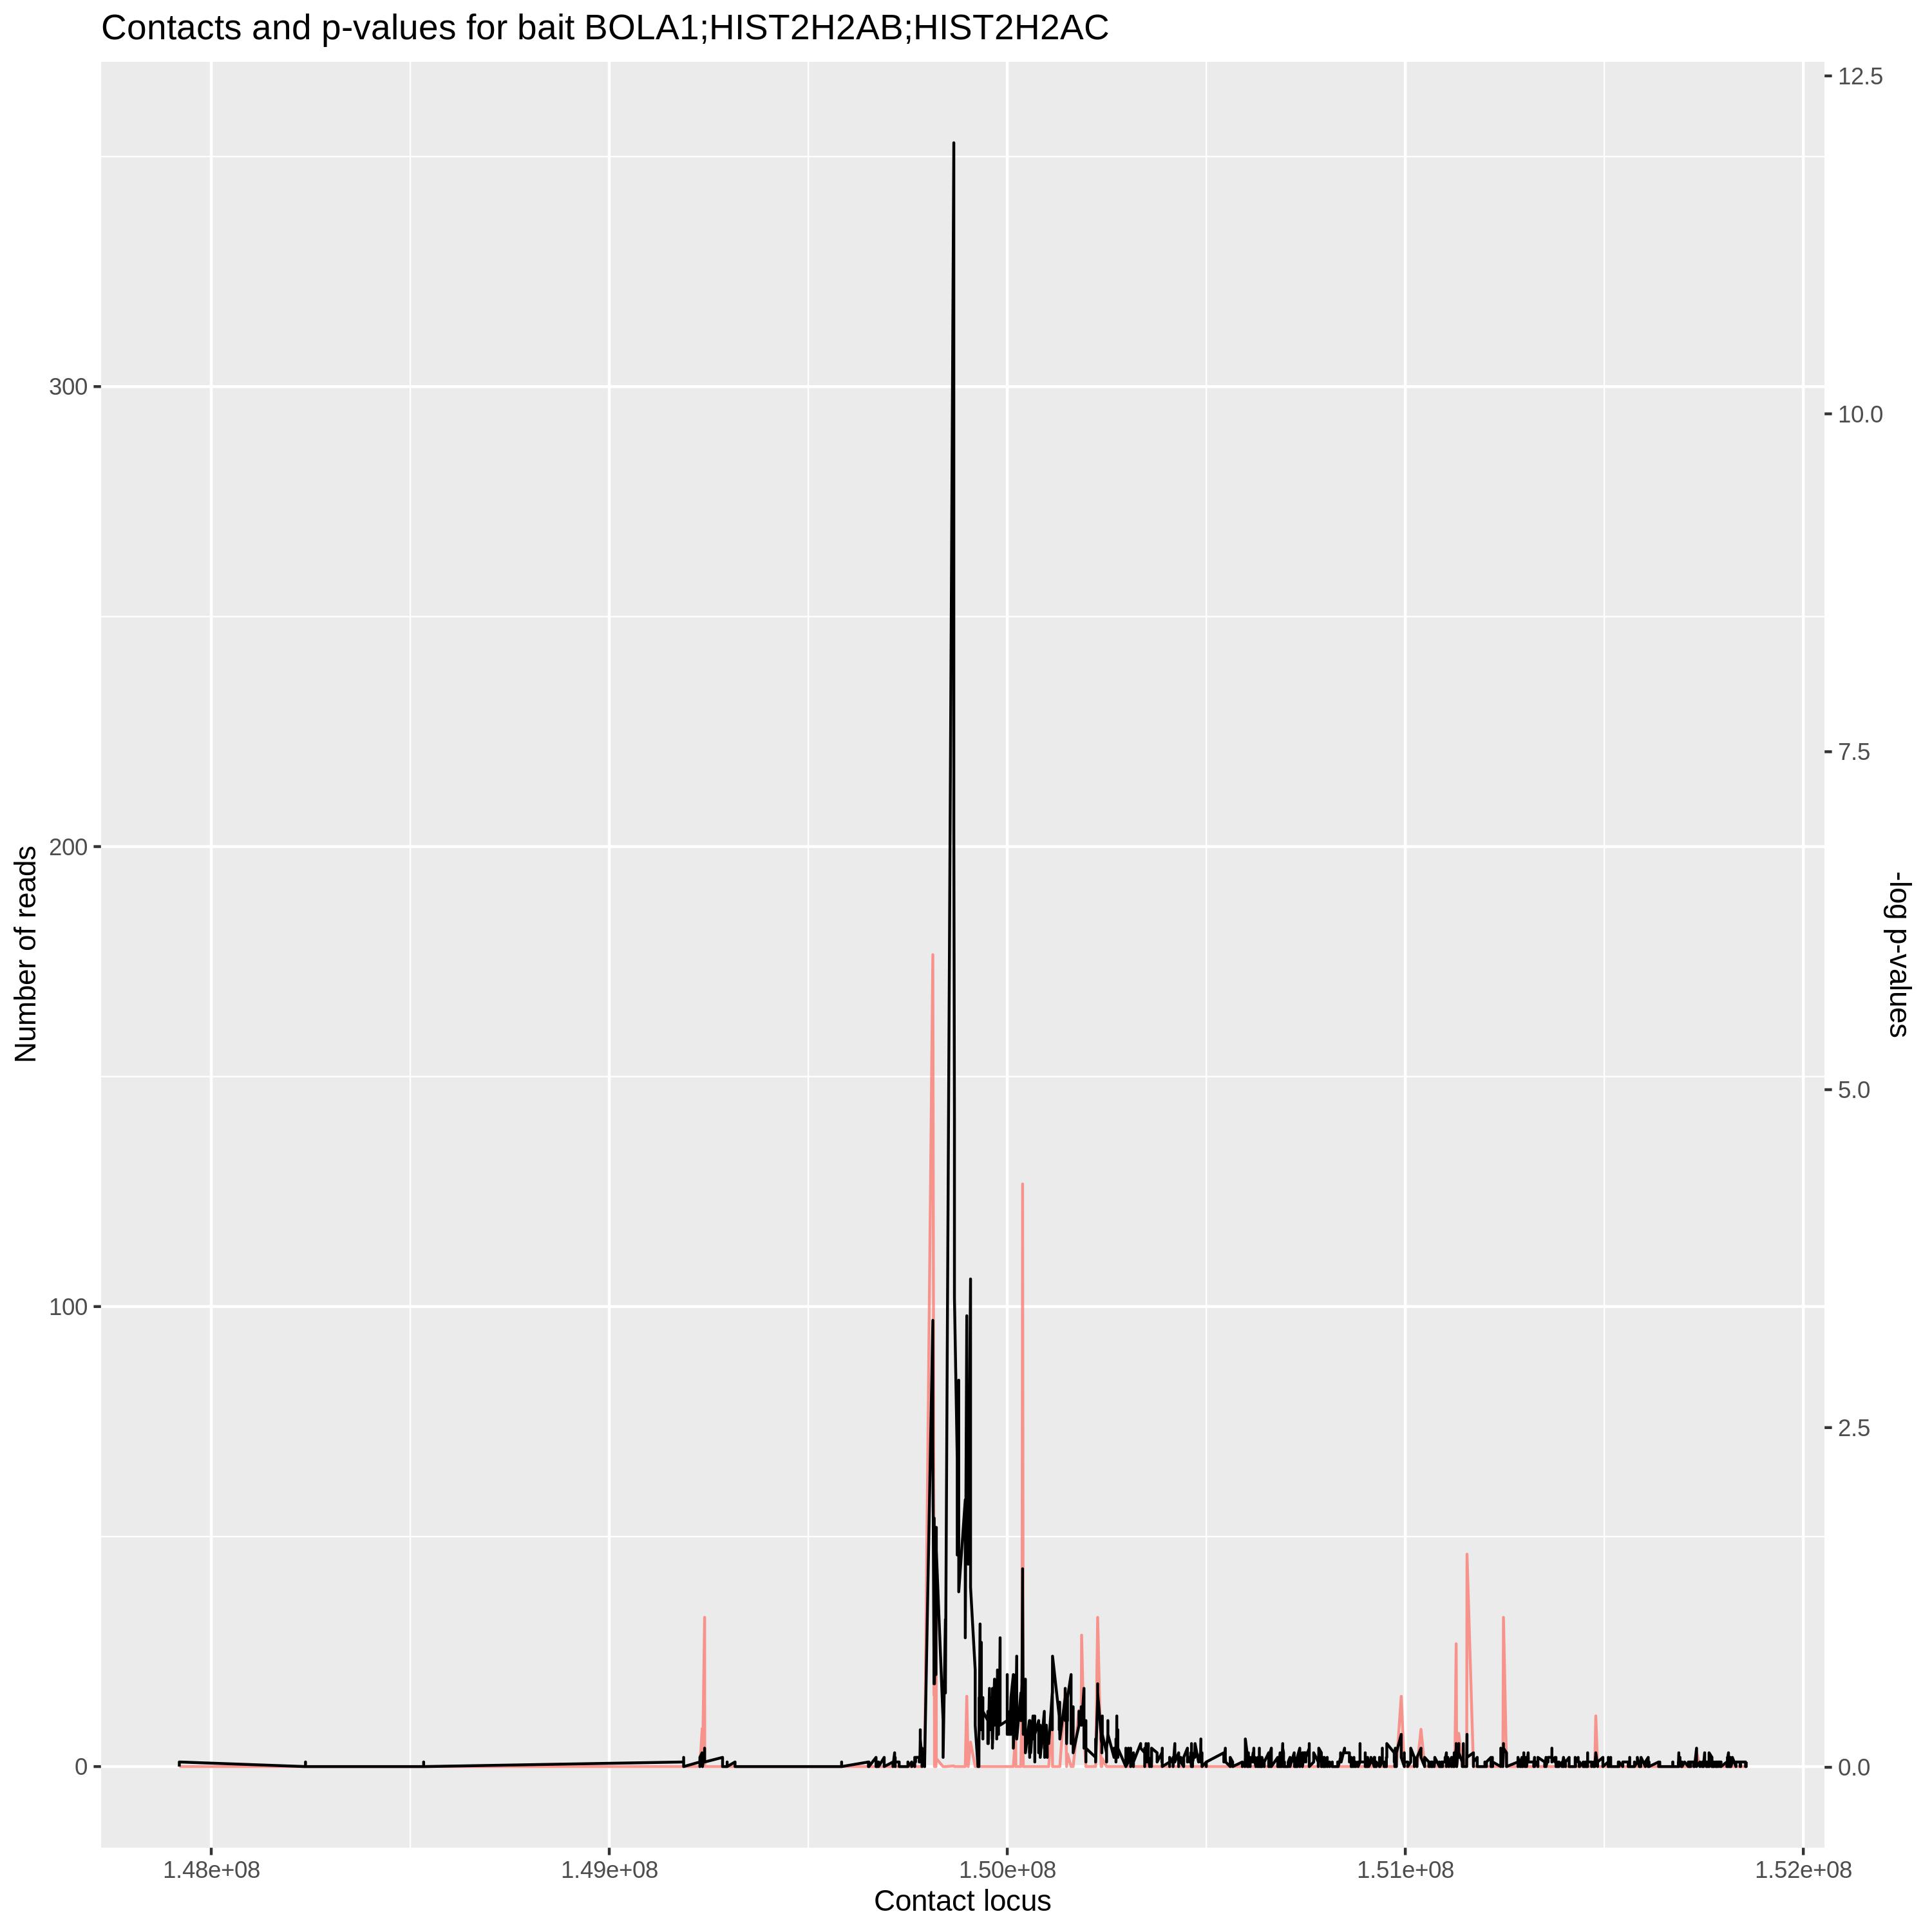 Contacts and p-values for bait BOLA1;HIST2H2AB;HIST2H2AC
12.5
300
10.0
7.5
200
Number of reads
-log p-values
5.0
100
2.5
0
0.0
1.48e+08
1.49e+08
1.50e+08
1.51e+08
1.52e+08
Contact locus